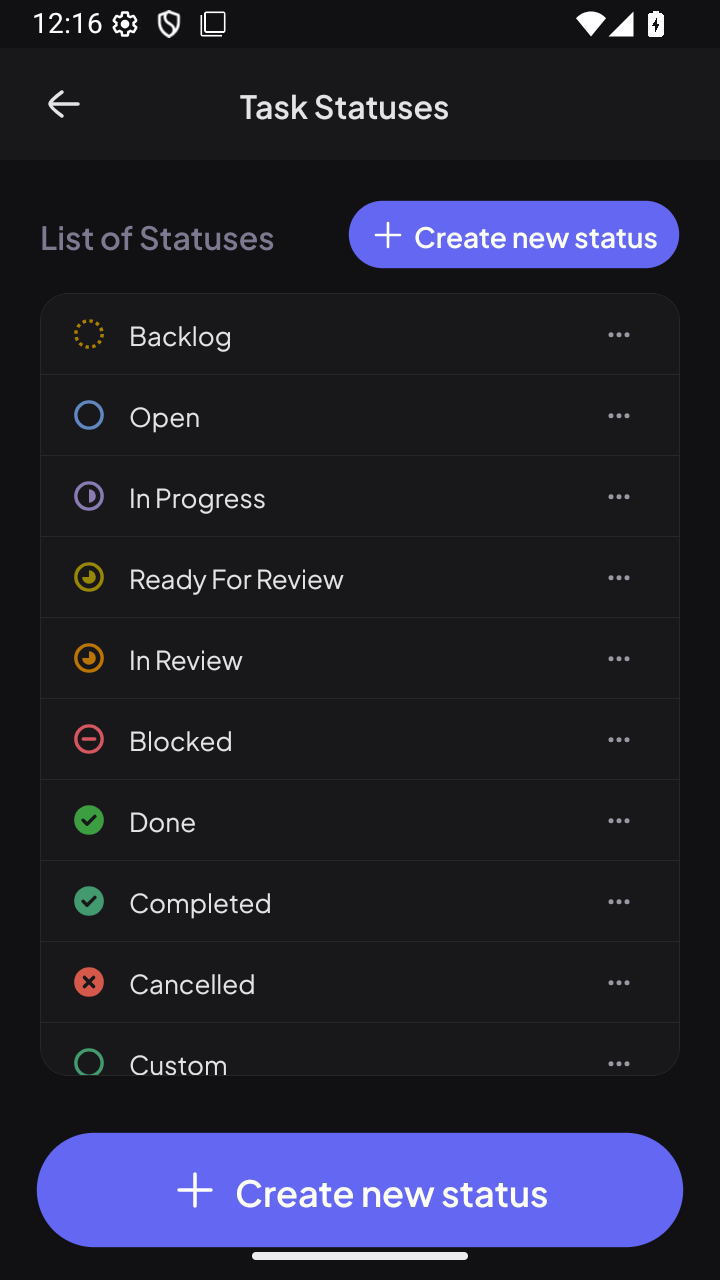 12:16
Task Statuses
List of Statuses
Create new status
Backlog
Open
In Progress
Ready For Review
In Review
Blocked
Done
Completed
Cancelled
Custom
Create new status